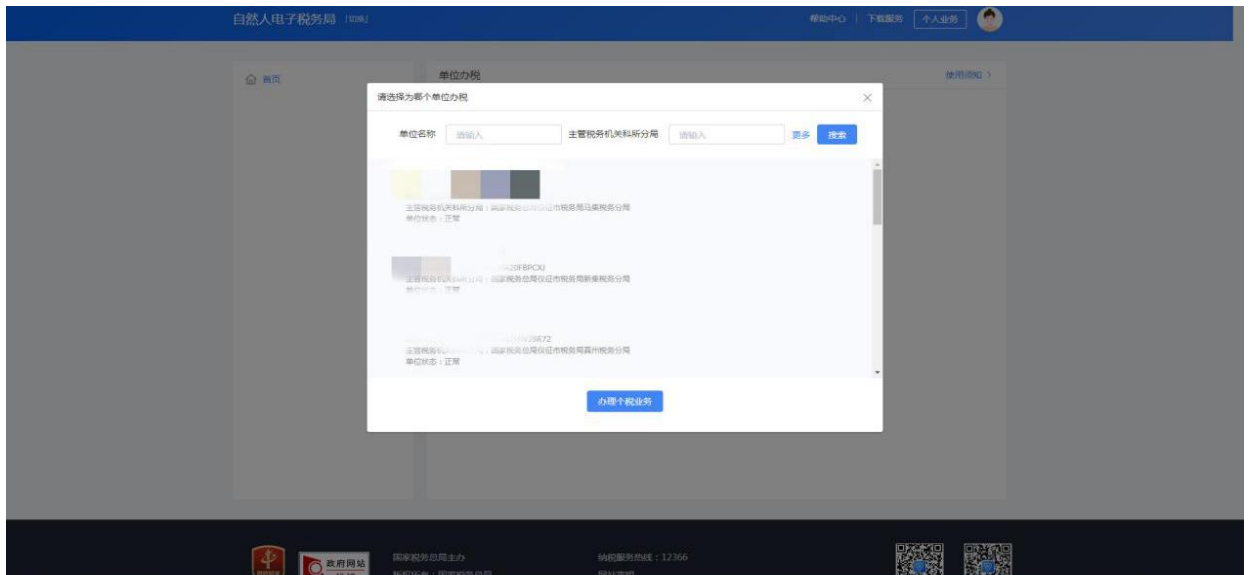 自然人电子税务局
帮助中心 | 下载服务 个人业务
首页
单位办税
使用须知 >
请选择为哪个单位办税
单位名称 请输入 主管税务机关科所分局 请输入 更多 搜索
主管税务机关科所分局：国家税务总局仪征市税务局马集税务分局
单位状态：正常
20FBPCXJ
主管税务机关科所分局：国家税务总局仪征市税务局新集税务分局
单位状态：正常
R72
国家税务总局仪征市税务局真州税务分局
单位状态：正常
办理个税业务
政府网站
国家税务总局主办
纳税服务热线：12366